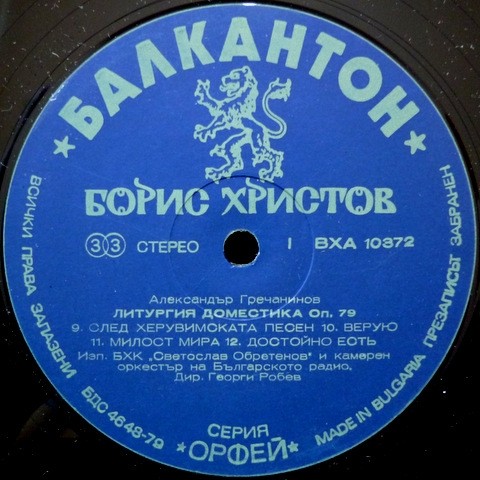 ★ БАЛКАНТОН ★
БОРИС ХРИСТОВ
33 СТЕРЕО
I ВХА 10372
Александър Гречанинов
ЛИТУРГИЯ ДОМЕСТИКА Оп. 79
9. СЛЕД ХЕРУВИМСКАТА ПЕСЕН 10. ВЕРУЮ
11. МИЛОСТ МИРА 12. ДОСТОЙНО ЕСТЬ
Изп. БХК „Светослав Обретенов" и камерен
оркестър на Българското радио.
Дир. Георги Робев
СЕРИЯ
★ОРФЕЙ★
ВСИЧКИ ПРАВА ЗАПАЗЕНИ БДС 4648-79
MADE IN BULGARIA ПРЕЗАПИСЪТ ЗАБРАНЕН